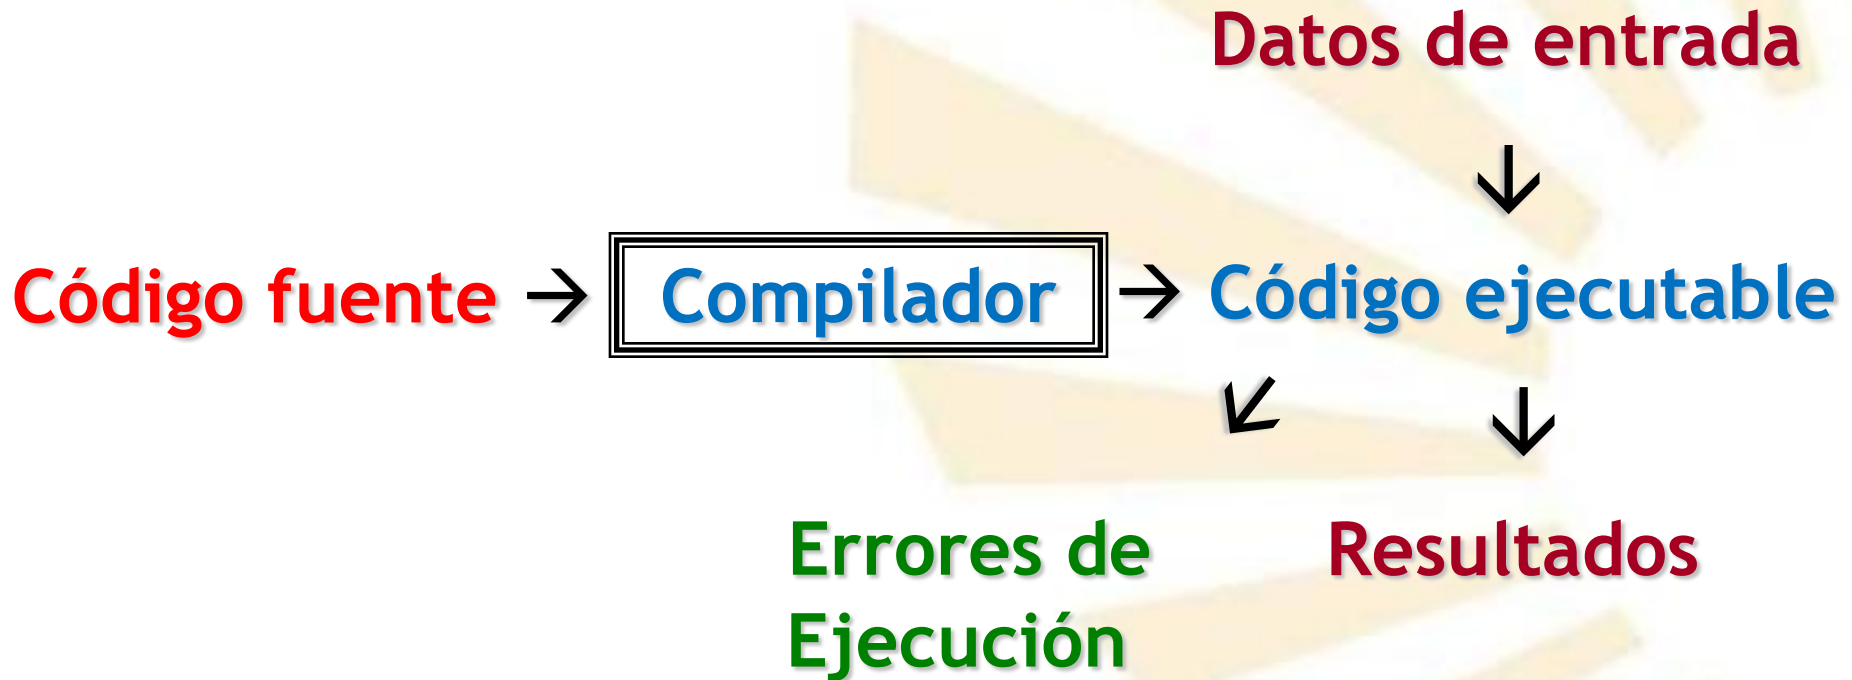 Datos de entrada
↓
Código fuente → Compilador → Código ejecutable
↙ ↓
Errores de Resultados
Ejecución